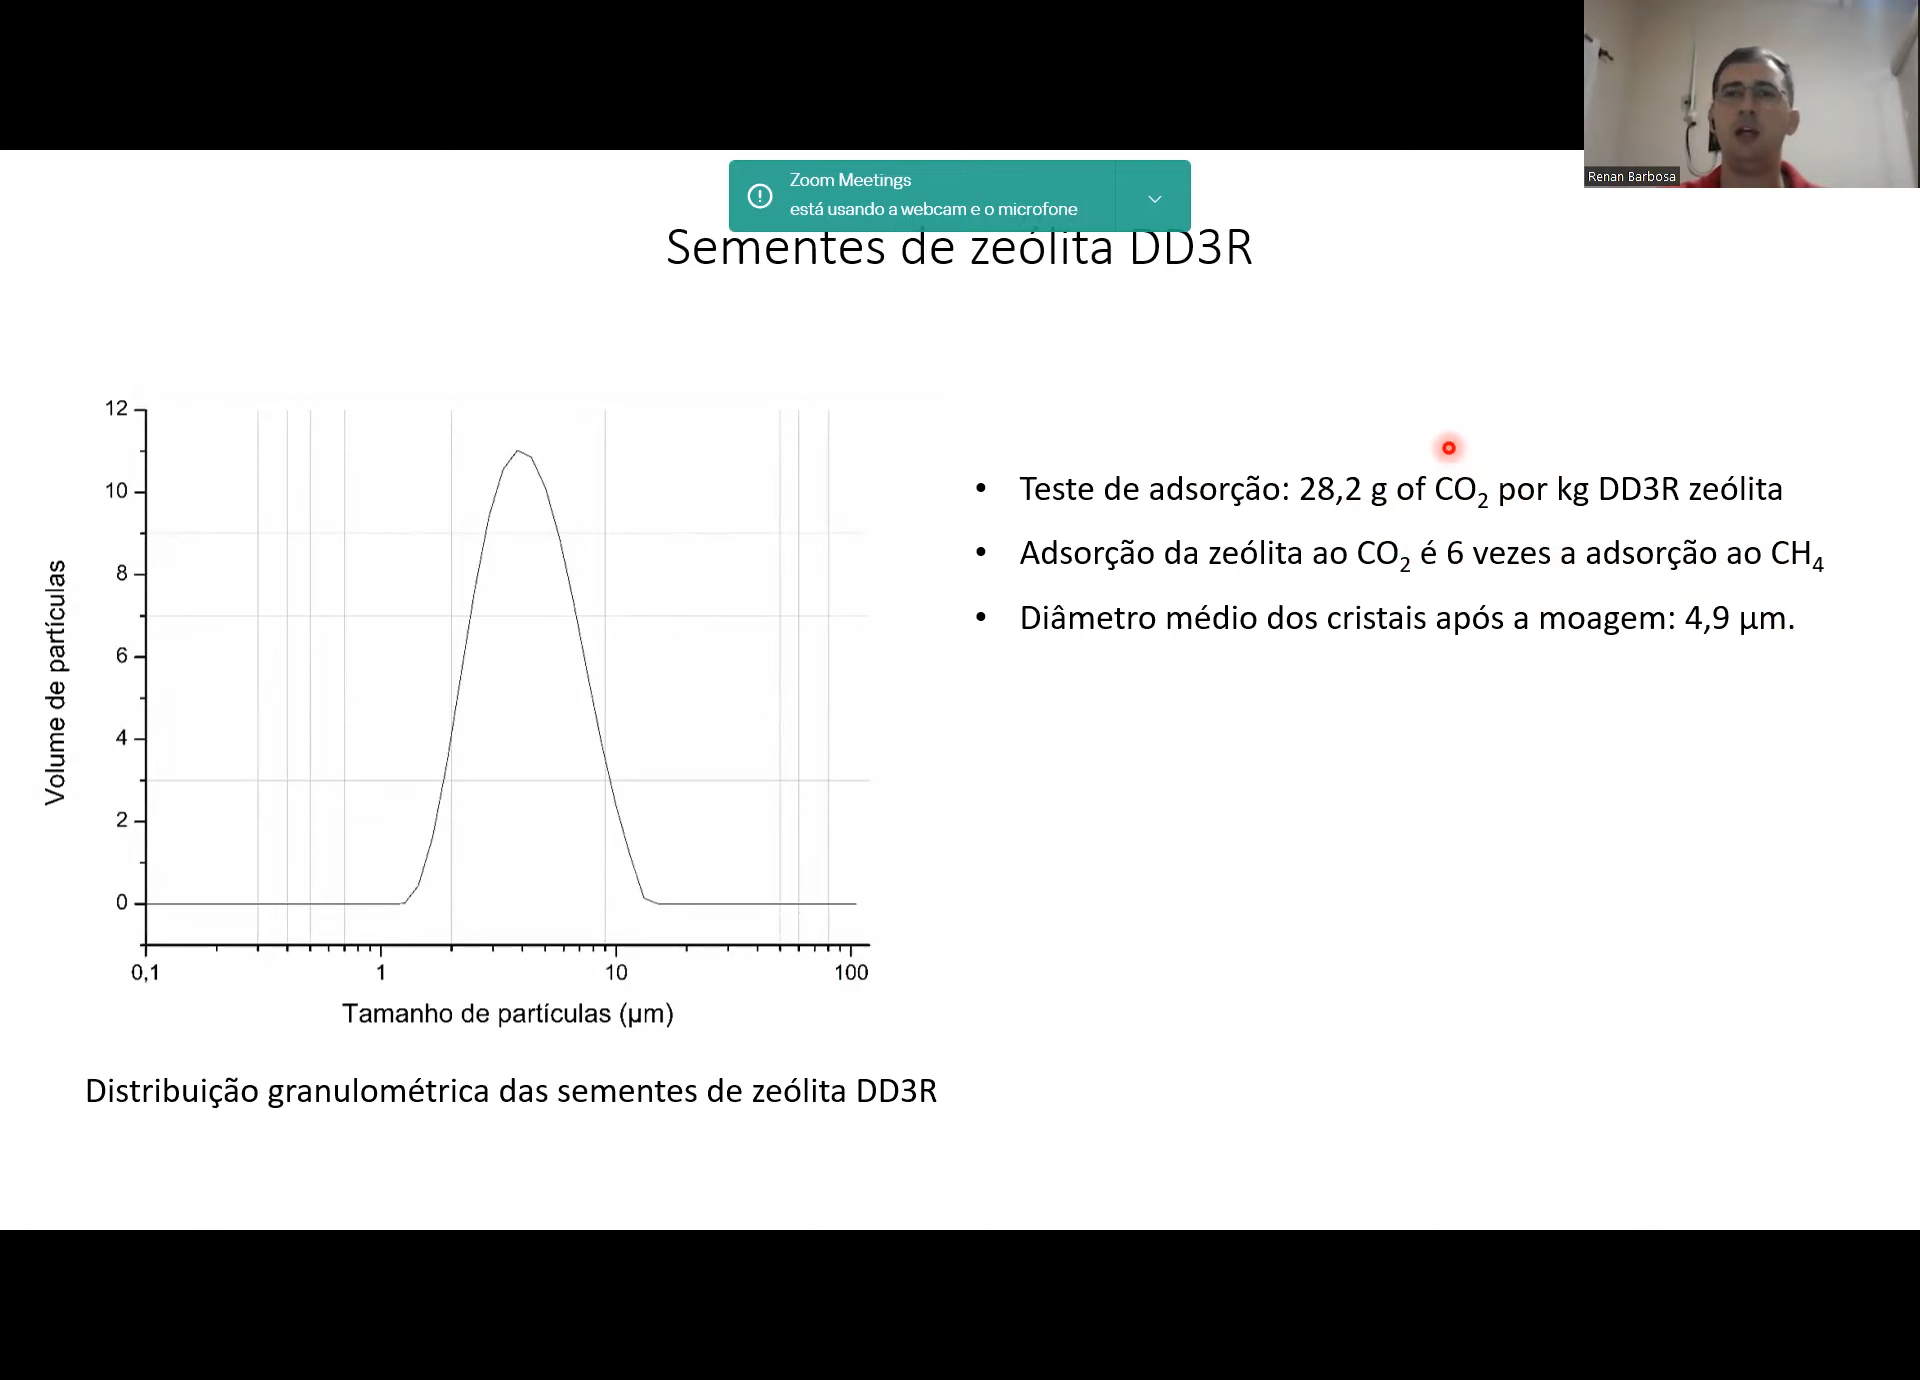 Renan Barbosa
Zoom Meetings
está usando a webcam e o microfone
Sementes de zeólita DD3R
12
10
8
6
4
2
0
Volume de partículas
0,1 1 10 100
Tamanho de partículas (µm)
Distribuição granulométrica das sementes de zeólita DD3R
• Teste de adsorção: 28,2 g of CO₂ por kg DD3R zeólita
• Adsorção da zeólita ao CO₂ é 6 vezes a adsorção ao CH₄
• Diâmetro médio dos cristais após a moagem: 4,9 µm.